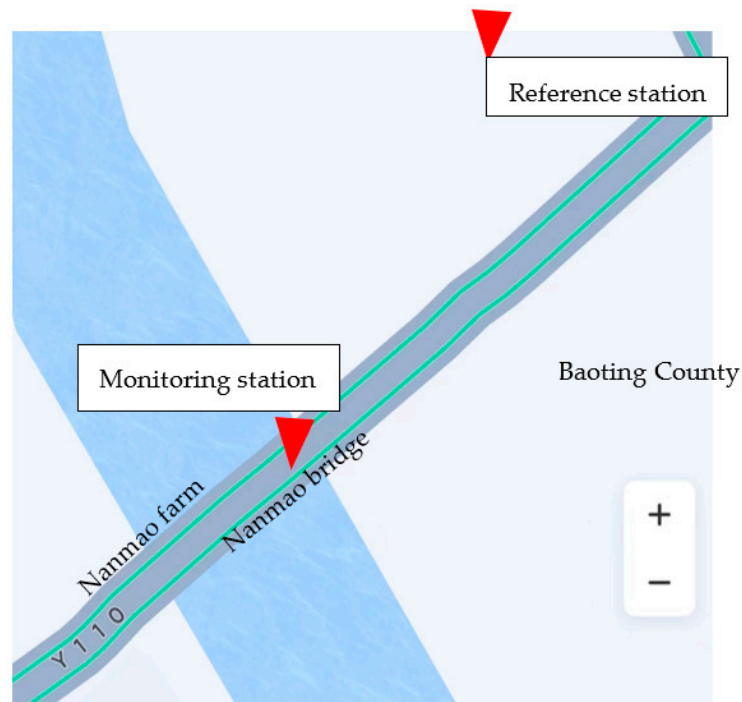 Reference station
Monitoring station
Baoting County
Nanmao farm
Nanmao bridge
Y110
+
−